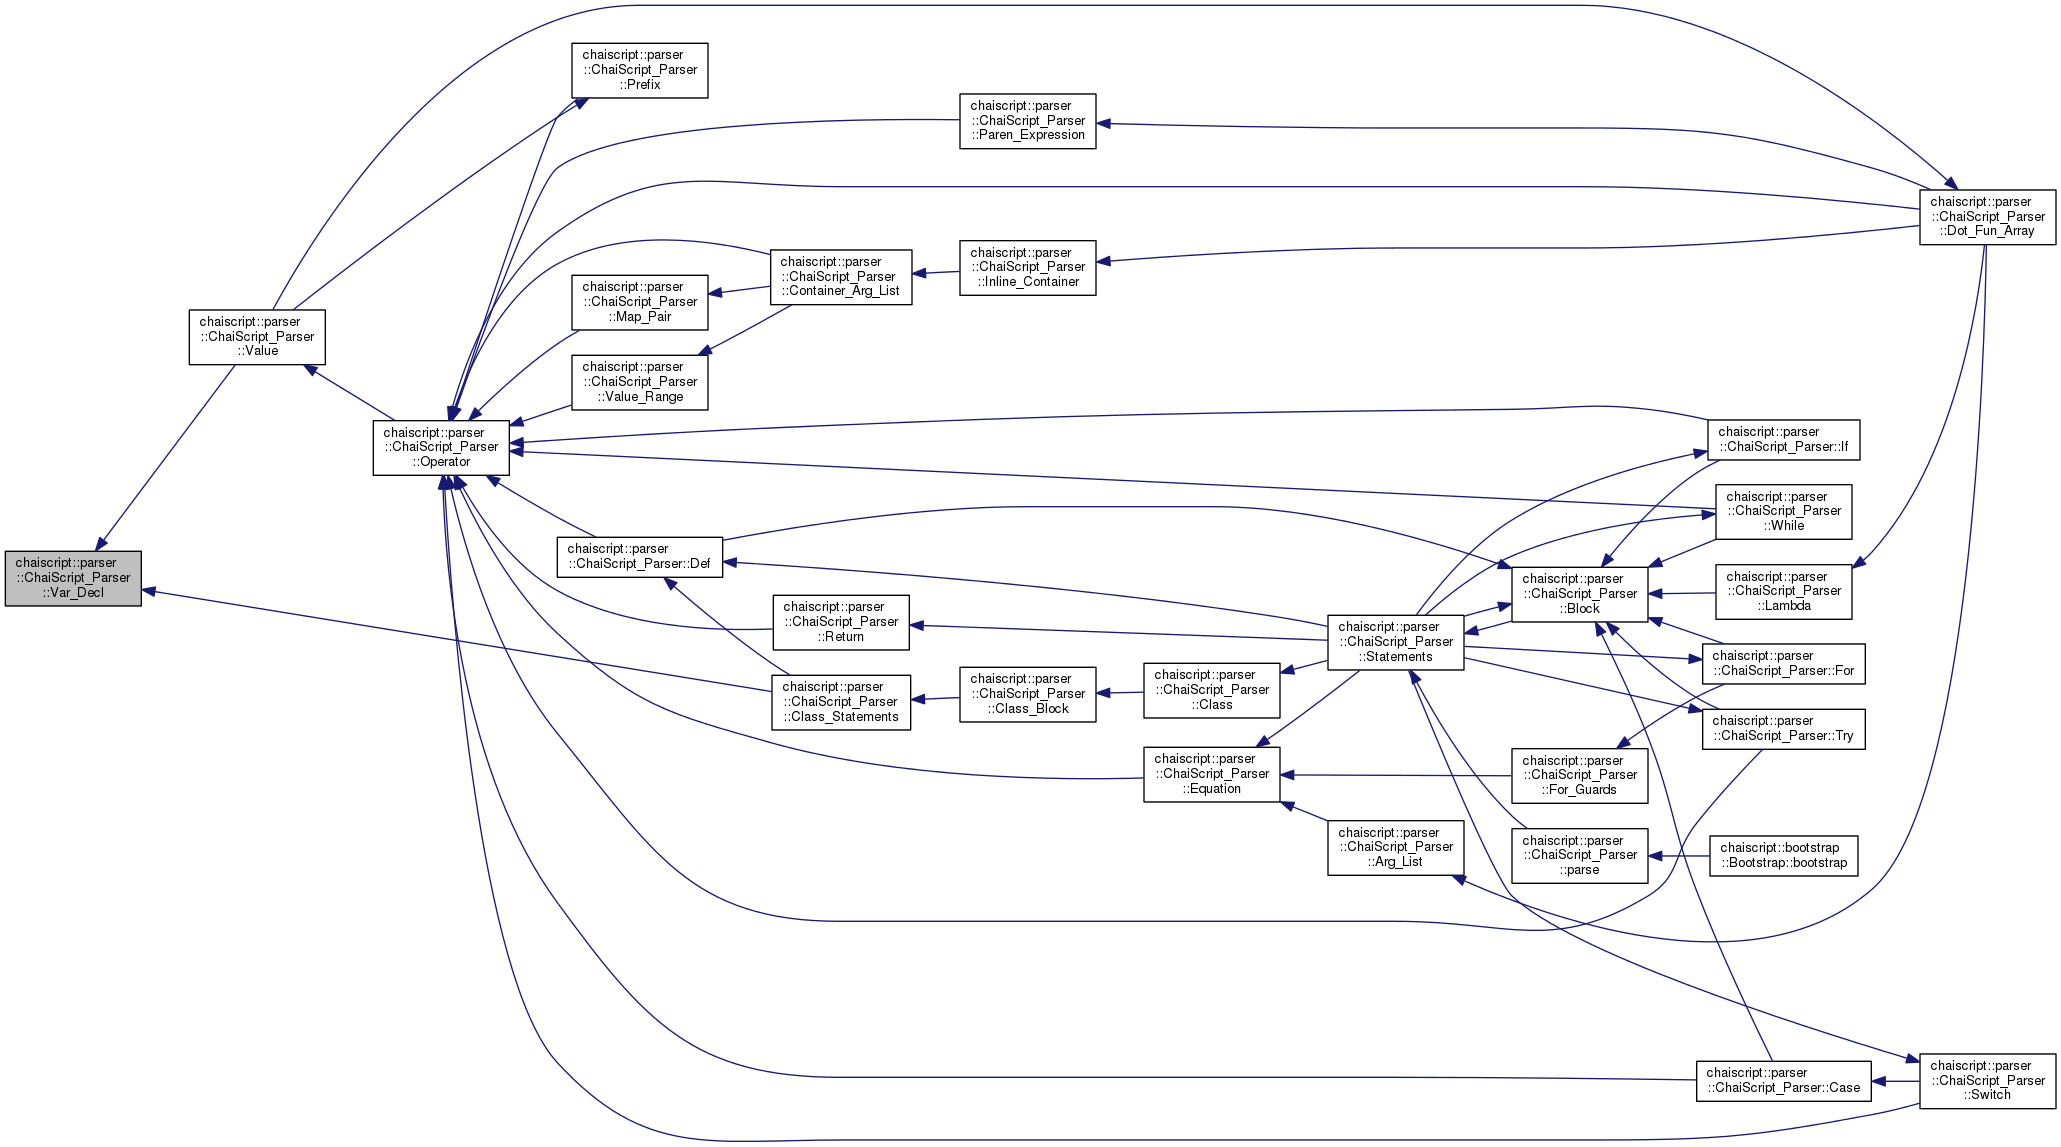 chaiscript::parser
::ChaiScript_Parser
::Prefix
chaiscript::parser
::ChaiScript_Parser
::Paren_Expression
chaiscript::parser
::ChaiScript_Parser
::Dot_Fun_Array
chaiscript::parser
::ChaiScript_Parser
::Container_Arg_List
chaiscript::parser
::ChaiScript_Parser
::Inline_Container
chaiscript::parser
::ChaiScript_Parser
::Map_Pair
chaiscript::parser
::ChaiScript_Parser
::Value
chaiscript::parser
::ChaiScript_Parser
::Value_Range
chaiscript::parser
::ChaiScript_Parser
::Operator
chaiscript::parser
::ChaiScript_Parser::If
chaiscript::parser
::ChaiScript_Parser
::While
chaiscript::parser
::ChaiScript_Parser::Def
chaiscript::parser
::ChaiScript_Parser
::Var_Decl
chaiscript::parser
::ChaiScript_Parser
::Block
chaiscript::parser
::ChaiScript_Parser
::Lambda
chaiscript::parser
::ChaiScript_Parser
::Return
chaiscript::parser
::ChaiScript_Parser
::Statements
chaiscript::parser
::ChaiScript_Parser::For
chaiscript::parser
::ChaiScript_Parser
::Class_Statements
chaiscript::parser
::ChaiScript_Parser
::Class_Block
chaiscript::parser
::ChaiScript_Parser
::Class
chaiscript::parser
::ChaiScript_Parser::Try
chaiscript::parser
::ChaiScript_Parser
::Equation
chaiscript::parser
::ChaiScript_Parser
::For_Guards
chaiscript::parser
::ChaiScript_Parser
::Arg_List
chaiscript::parser
::ChaiScript_Parser
::parse
chaiscript::bootstrap
::Bootstrap::bootstrap
chaiscript::parser
::ChaiScript_Parser::Case
chaiscript::parser
::ChaiScript_Parser
::Switch